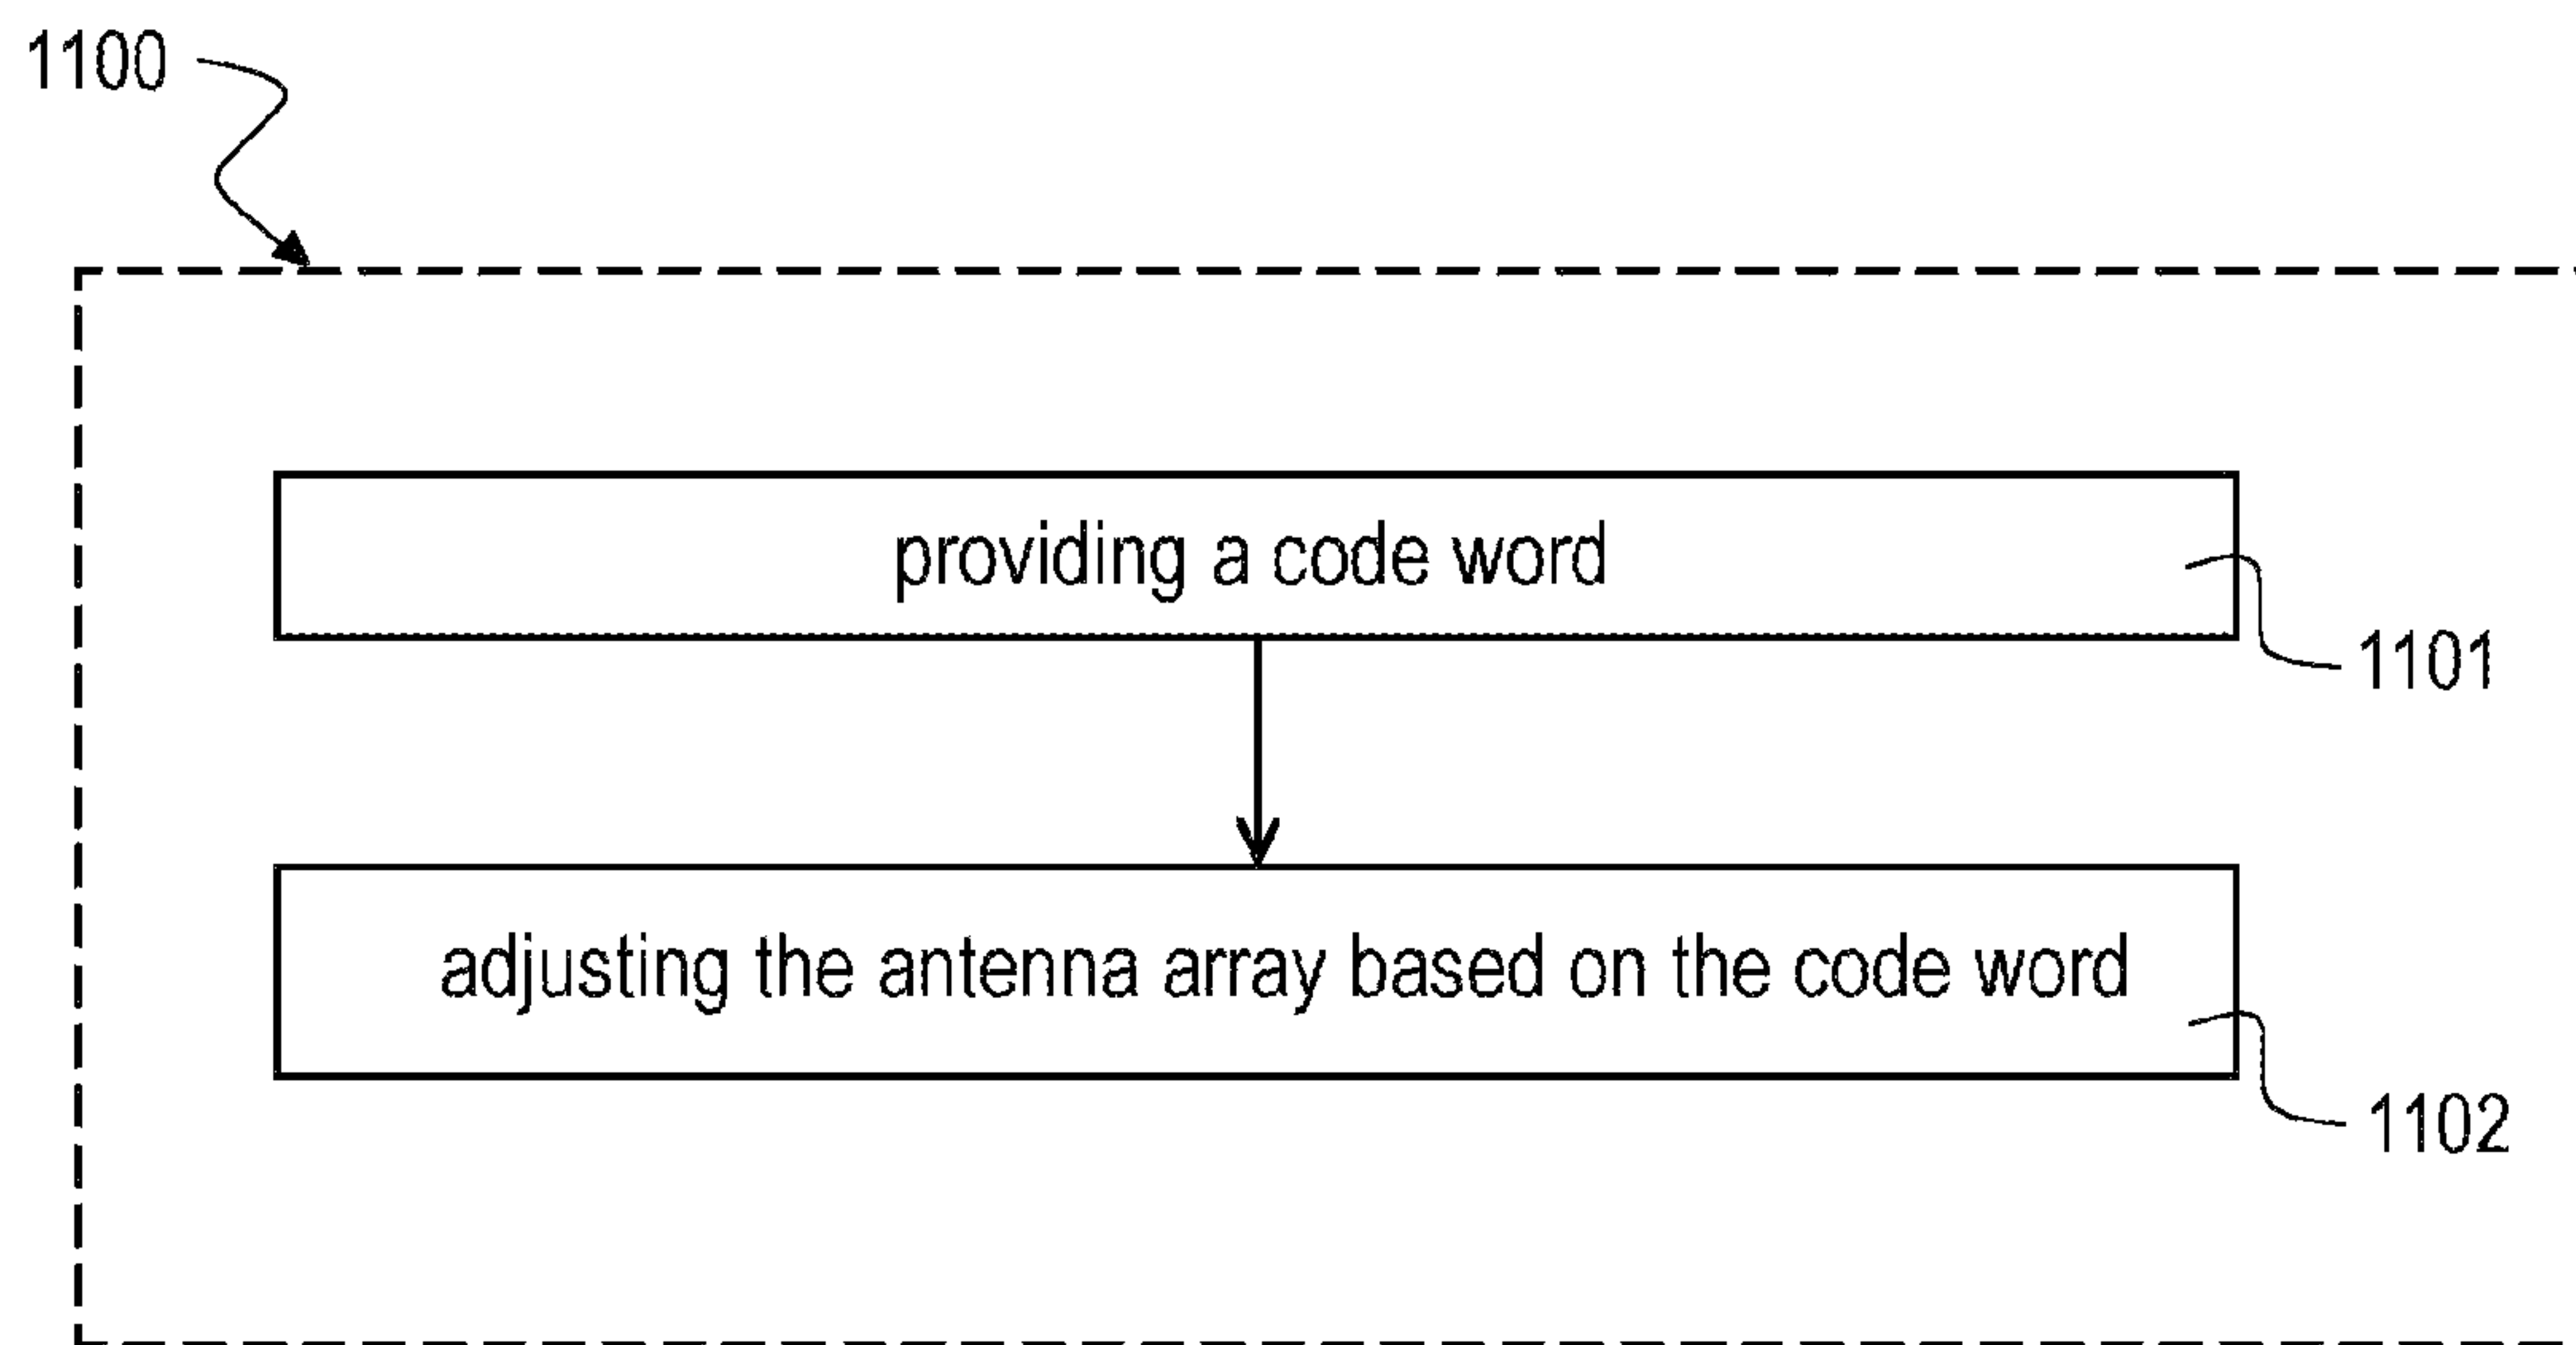 1100
providing a code word
1101
adjusting the antenna array based on the code word
1102